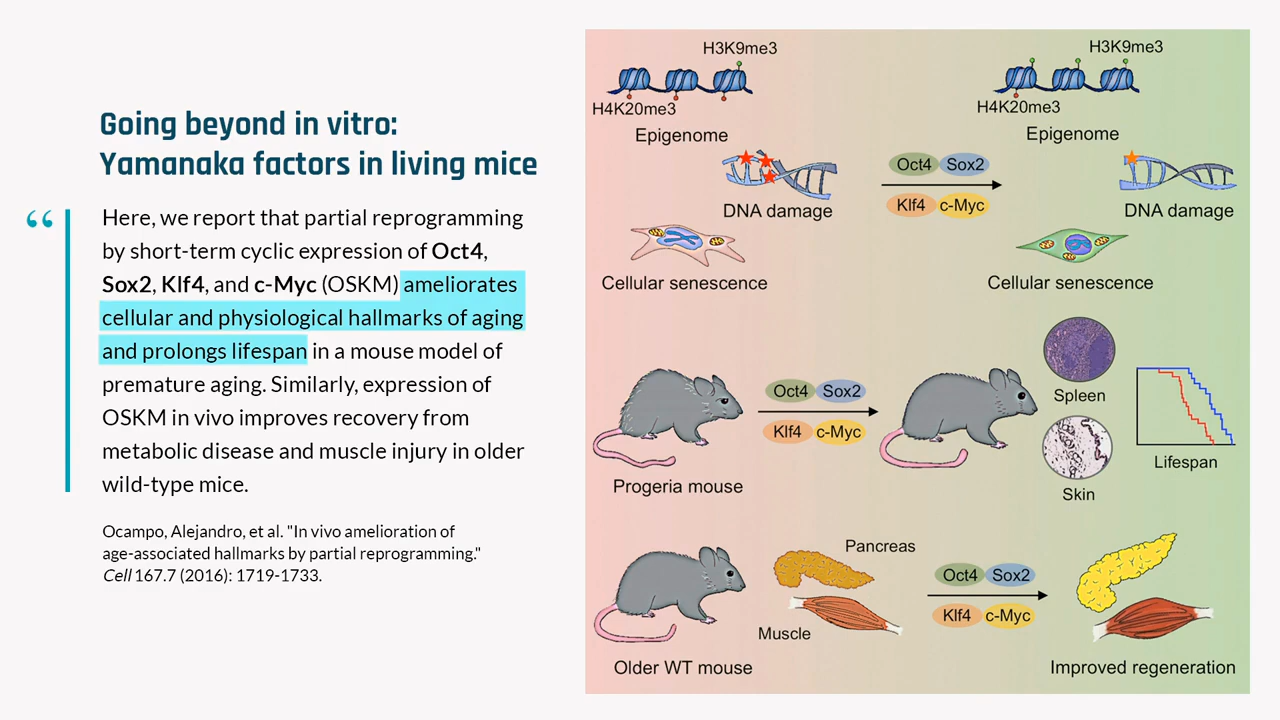 Going beyond in vitro:
Yamanaka factors in living mice
“
Here, we report that partial reprogramming
by short-term cyclic expression of Oct4,
Sox2, Klf4, and c-Myc (OSKM) ameliorates
cellular and physiological hallmarks of aging
and prolongs lifespan in a mouse model of
premature aging. Similarly, expression of
OSKM in vivo improves recovery from
metabolic disease and muscle injury in older
wild-type mice.
Ocampo, Alejandro, et al. "In vivo amelioration of
age-associated hallmarks by partial reprogramming."
Cell 167.7 (2016): 1719-1733.
H3K9me3
H4K20me3
Epigenome
DNA damage
Cellular senescence
Oct4 Sox2
Klf4 c-Myc
H3K9me3
H4K20me3
Epigenome
DNA damage
Cellular senescence
Progeria mouse
Oct4 Sox2
Klf4 c-Myc
Spleen
Skin
Lifespan
Older WT mouse
Pancreas
Muscle
Oct4 Sox2
Klf4 c-Myc
Improved regeneration